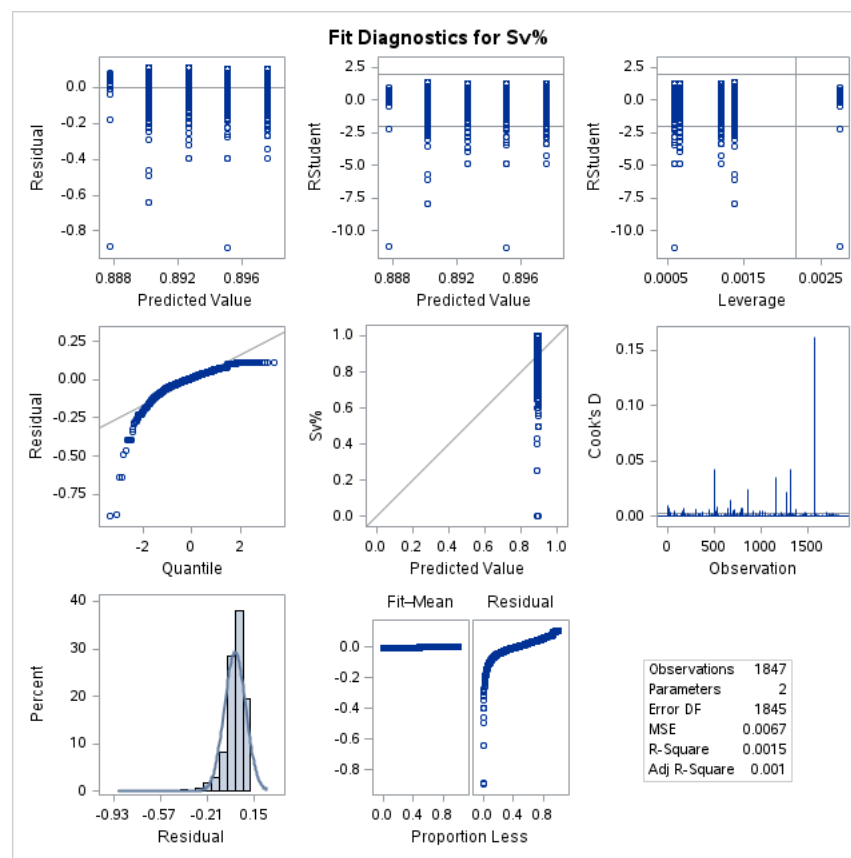 Fit Diagnostics for Sv%
Residual
0.0
-0.2
-0.4
-0.6
-0.8
0.888 0.892 0.896
Predicted Value
RStudent
2.5
0.0
-2.5
-5.0
-7.5
-10.0
0.888 0.892 0.896
Predicted Value
RStudent
2.5
0.0
-2.5
-5.0
-7.5
-10.0
0.0005 0.0015 0.0025
Leverage
Residual
0.25
0.00
-0.25
-0.50
-0.75
-2 0 2
Quantile
Sv%
1.0
0.8
0.6
0.4
0.2
0.0
0.0 0.2 0.4 0.6 0.8 1.0
Predicted Value
Cook's D
0.15
0.10
0.05
0.00
0 500 1000 1500
Observation
Percent
40
30
20
10
0
-0.93 -0.57 -0.21 0.15
Residual
Fit–Mean Residual
0.0
-0.2
-0.4
-0.6
-0.8
0.0 0.4 0.8 0.0 0.4 0.8
Proportion Less
Observations 1847
Parameters 2
Error DF 1845
MSE 0.0067
R-Square 0.0015
Adj R-Square 0.001